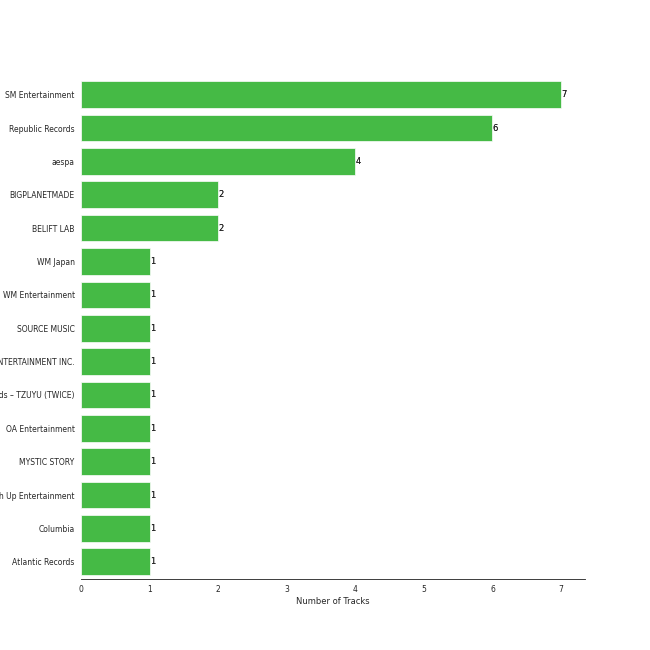 SM Entertainment 7
Republic Records 6
aespa 4
BIGPLANETMADE 2
BELIFT LAB 2
WM Japan 1
WM Entertainment 1
SOURCE MUSIC 1
NTERTAINMENT INC. 1
ds – TZUYU (TWICE) 1
OA Entertainment 1
MYSTIC STORY 1
h Up Entertainment 1
Columbia 1
Atlantic Records 1
0 1 2 3 4 5 6 7
Number of Tracks